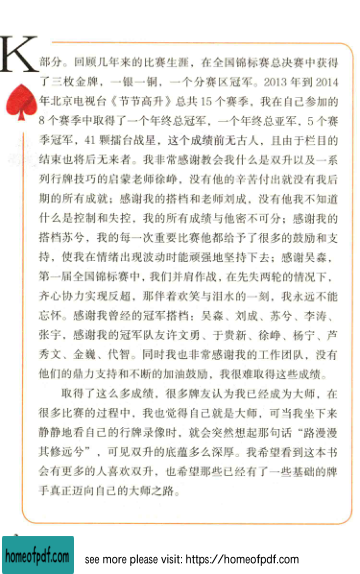 K
部分。回顾几年来的比赛生涯，在全国锦标赛总决赛中获得
了三枚金牌，一银一铜，一个分赛区冠军。2013 年到 2014
年北京电视台《节节高升》总共 15 个赛季，我在自己参加的
8 个赛季中取得了一个年终冠军，一个年终总亚军，5 个赛
季冠军，41 颗擂台战星，这个成绩前无古人，且由于栏目的
结束也将后无来者。我非常感谢教会我什么是双升以及一系
列行牌技巧的启蒙老师徐峥，没有他的辛苦付出就没有我后
期的所有成就；感谢我的搭档和老师刘成，没有他我不知道
什么是控制和失控，我的所有成绩与他密不可分；感谢我的
搭档苏兮，我的每一次重要比赛他都给予了很多的鼓励和支
持，使我在情绪出现波动时能顽强地坚持下去；感谢吴淼，
第一届全国锦标赛中，我们并肩作战，在先失两轮的情况下，
齐心协力实现反超，那伴着欢笑与泪水的一刻，我永远不能
忘怀。感谢我曾经的冠军搭档：吴淼、刘成、苏兮、李涛、
张宇，感谢我的冠军队友许文勇、于贵新、徐峥、杨宁、芦
秀文、金巍、代智。同时我也非常感谢我的工作团队，没有
他们的鼎力支持和不断的加油鼓励，我很难取得这些成绩。
取得了这么多成绩，很多牌友认为我已经成为大师，在
很多比赛的过程中，我也觉得自己就是大师，可当我坐下来
静静地看自己的行牌录像时，就会突然想起那句话“路漫漫
其修远兮”，可见双升的底蕴多么深厚。我希望看到这本书
会有更多的人喜欢双升，也希望那些已经有了一些基础的牌
手真正迈向自己的大师之路。
homeofpdf.com
see more please visit: https://homeofpdf.com